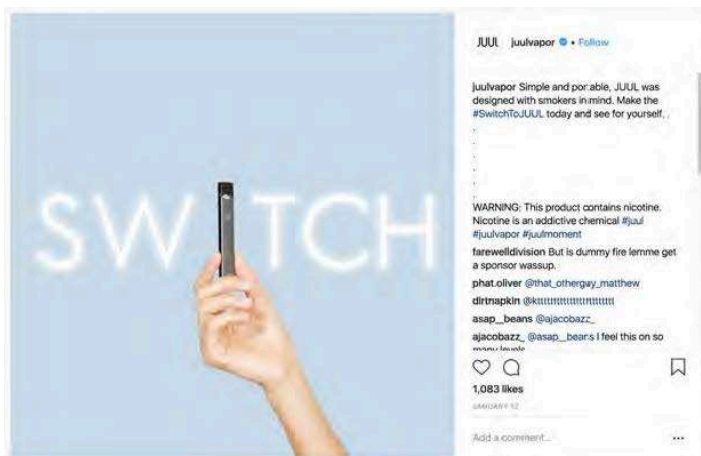 SW TCH
JUUL juulvapor • Follow
juulvapor Simple and portable, JUUL was
designed with smokers in mind. Make the
#SwitchToJUUL today and see for yourself. .
.
.
.
.
.
WARNING: This product contains nicotine.
Nicotine is an addictive chemical #juul
#juulvapor #juulmoment
farewelldivision But is dummy fire lemme get
a sponsor wassup.
phat.oliver @that_otherguy_matthew
dirtnapkin
asap__beans @ajacobazz_
ajacobazz_ @asap__beans I feel this on so
many levels
1,083 likes
JANUARY 12
Add a comment...